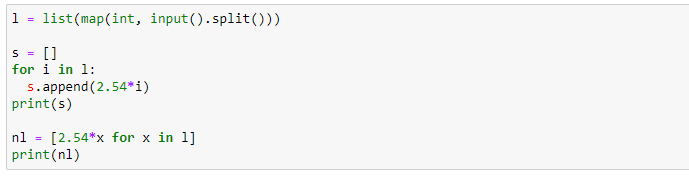 l = list(map(int, input().split()))
s = []
for i in l:
  s.append(2.54*i)
print(s)
nl = [2.54*x for x in l]
print(nl)